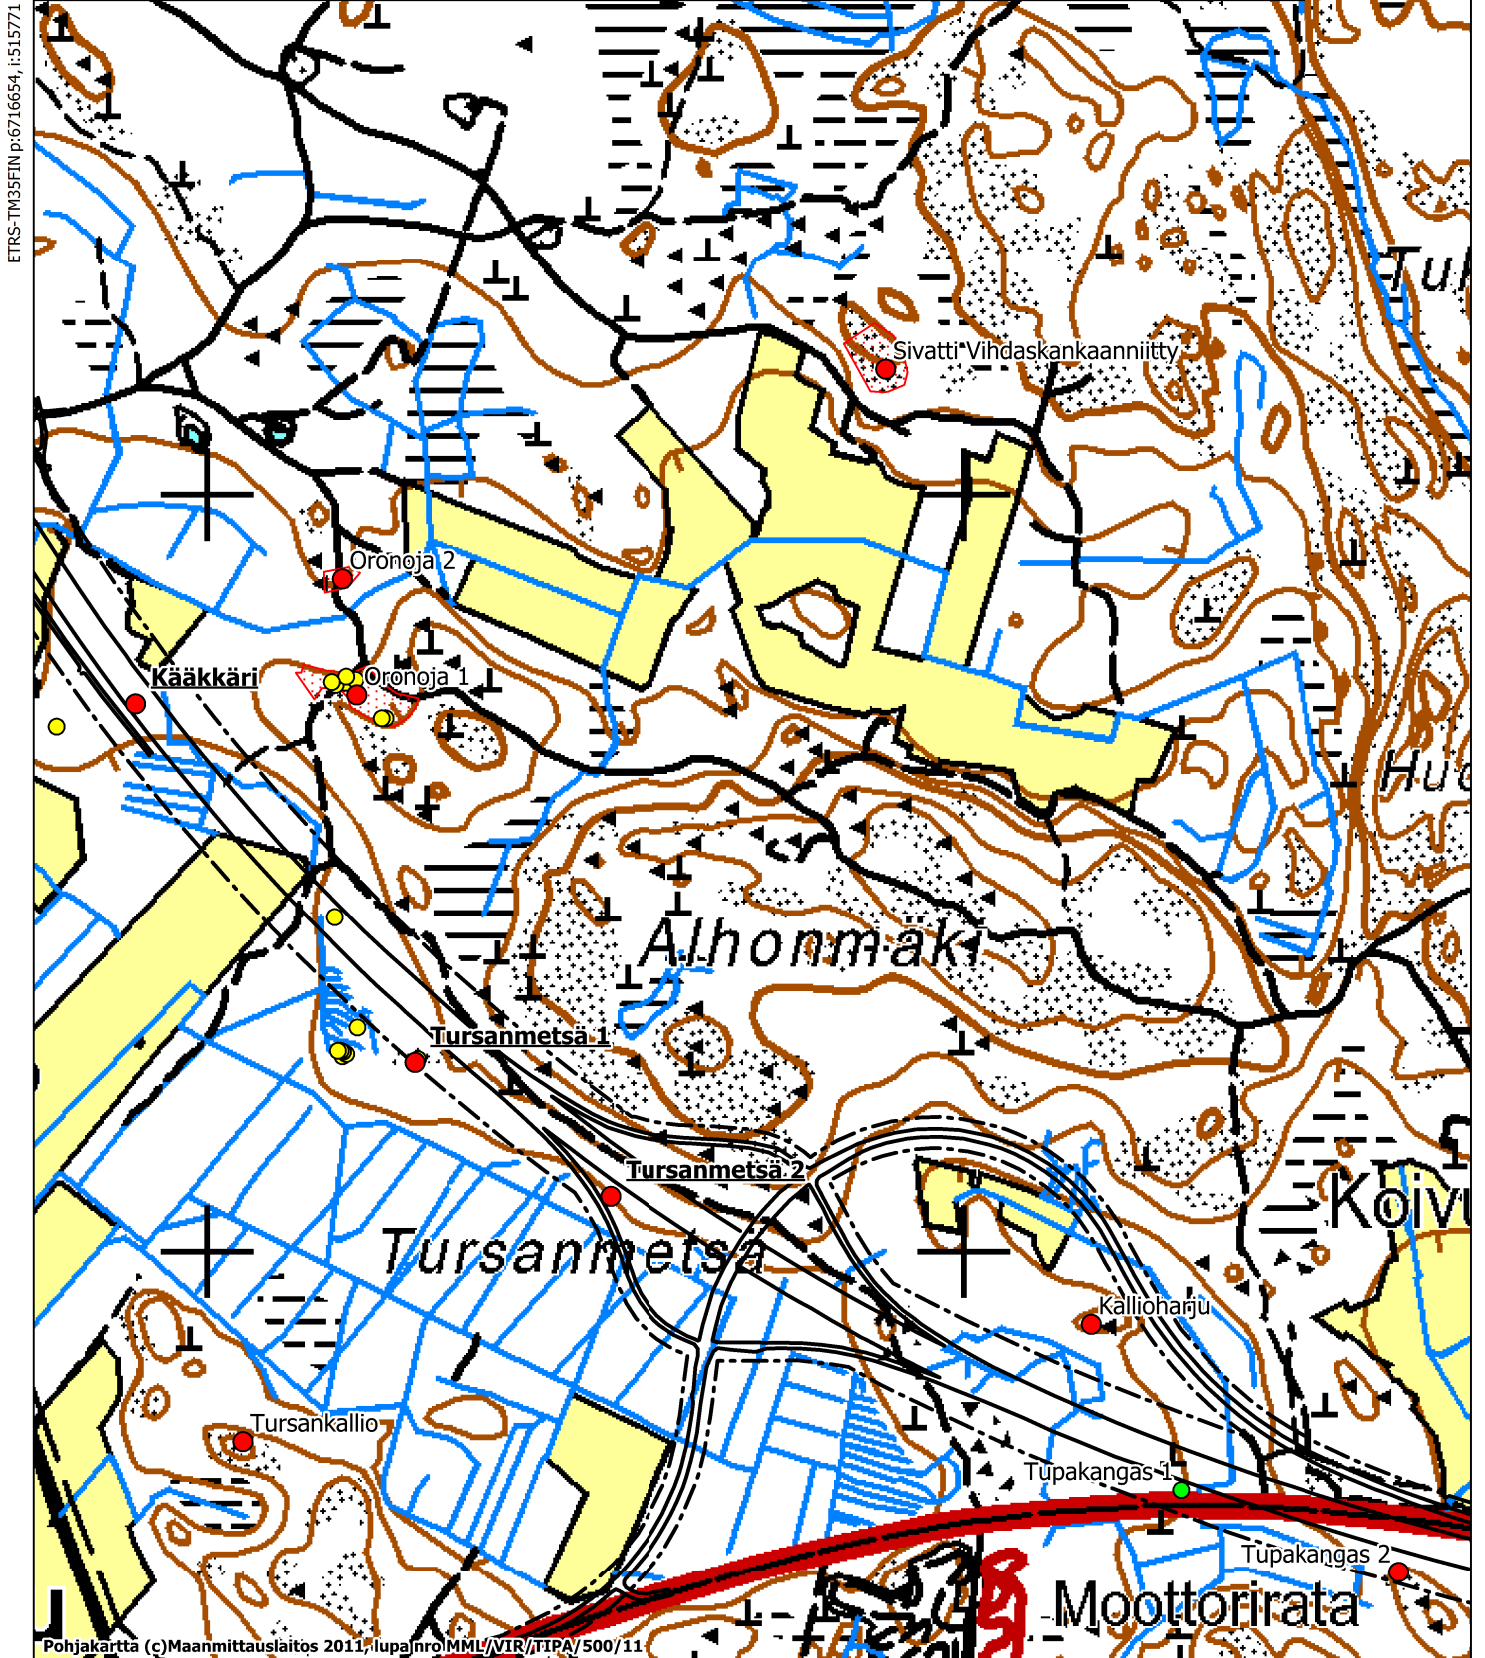 ETRS-TM35FIN p:6716654, i:515771
Sivatti Vihdaskankaanniitty
Oronoja 2
Kääkkäri
Oronoja 1
Alhonmäki
Tursanmetsä 1
Tursanmetsä 2
Tursanmetsä
Kallioharju
Tursankallio
Tupakangas 1
Tupakangas 2
Moottorirata
Pohjakartta (c)Maanmittauslaitos 2011, lupa nro MML/VIR/TIPA/500/11